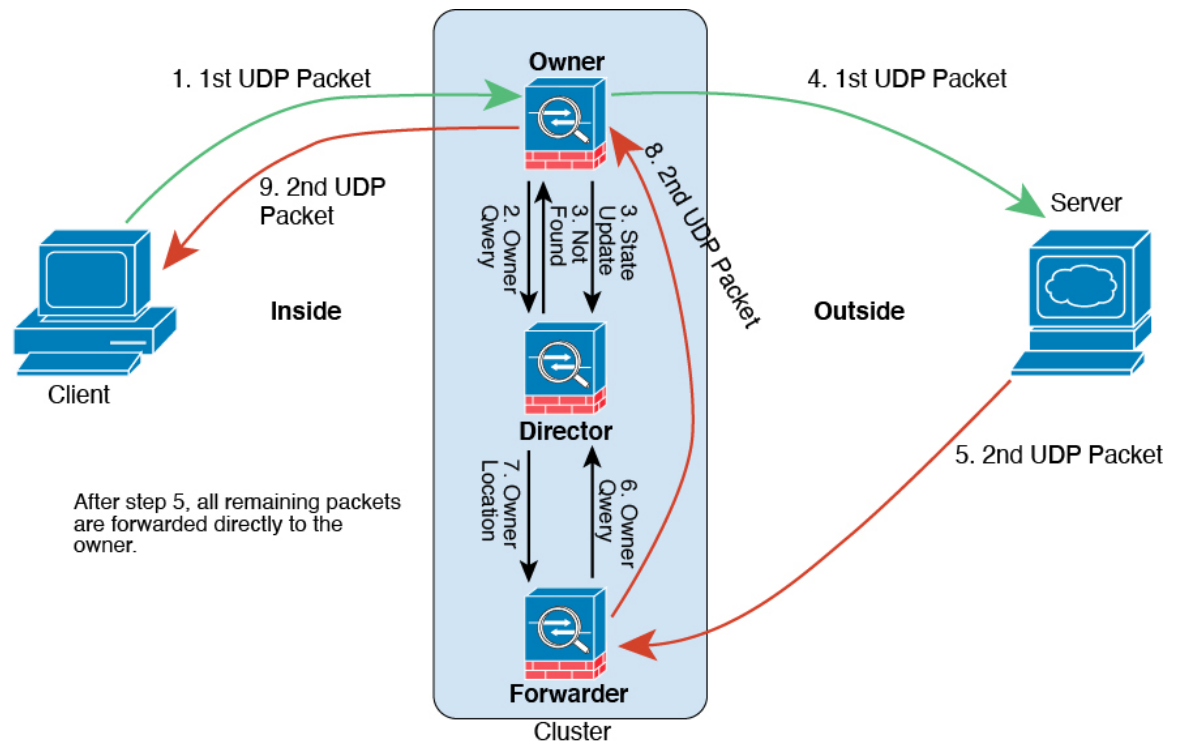 Owner
1. 1st UDP Packet
4. 1st UDP Packet
9. 2nd UDP
Packet
2. Owner
Qwery
3. Not
Found
3. State
Update
8. 2nd UDP Packet
Server
Inside
Outside
Client
Director
5. 2nd UDP Packet
7. Owner
Location
6. Owner
Qwery
After step 5, all remaining packets
are forwarded directly to the
owner.
Forwarder
Cluster